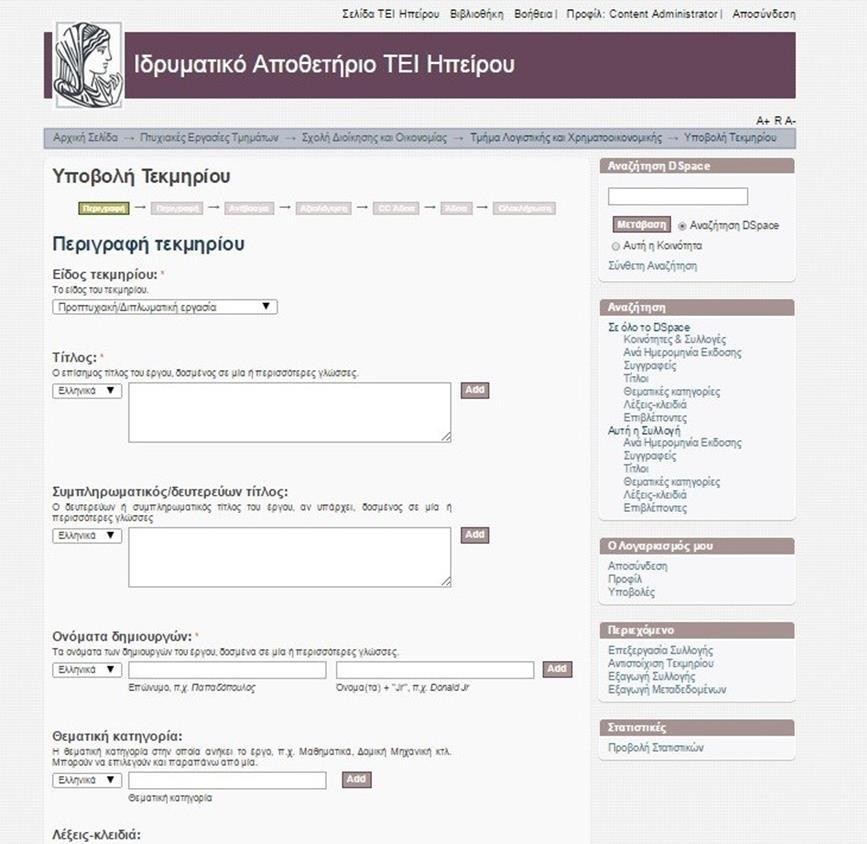 Σελίδα ΤΕΙ Ηπείρου Βιβλιοθήκη Βοήθεια | Προφίλ: Content Administrator | Αποσύνδεση
Ιδρυματικό Αποθετήριο ΤΕΙ Ηπείρου
A+ R A-
Αρχική Σελίδα → Πτυχιακές Εργασίες Τμημάτων → Σχολή Διοίκησης και Οικονομίας → Τμήμα Λογιστικής και Χρηματοοικονομικής → Υποβολή Τεκμηρίου
Υποβολή Τεκμηρίου
Περιγραφή → Περιγραφή → Ανέβασμα → Αξιολόγηση → CC Άδεια → Άδεια → Ολοκλήρωση
Περιγραφή τεκμηρίου
Είδος τεκμηρίου: *
Το είδος του τεκμηρίου.
Προπτυχιακή/Διπλωματική εργασία
Τίτλος: *
Ο επίσημος τίτλος του έργου, δοσμένος σε μία ή περισσότερες γλώσσες.
Ελληνικά Add
Συμπληρωματικός/δευτερεύων τίτλος:
Ο δευτερεύων ή συμπληρωματικός τίτλος του έργου, αν υπάρχει, δοσμένος σε μία ή
περισσότερες γλώσσες
Ελληνικά Add
Ονόματα δημιουργών: *
Τα ονόματα των δημιουργών του έργου, δοσμένα σε μία ή περισσότερες γλώσσες.
Ελληνικά Add
Επώνυμο, π.χ. Παπαδόπουλος Όνομα(τα) + "Jr", π.χ. Donald Jr
Θεματική κατηγορία:
Η θεματική κατηγορία στην οποία ανήκει το έργο, π.χ. Μαθηματικά, Δομική Μηχανική κτλ.
Μπορούν να επιλεγούν και παραπάνω από μία.
Ελληνικά Add
Θεματική κατηγορία
Λέξεις-κλειδιά:
Αναζήτηση DSpace
Μετάβαση Αναζήτηση DSpace
Αυτή η Κοινότητα
Σύνθετη Αναζήτηση
Αναζήτηση
Σε όλο το DSpace
Κοινότητες & Συλλογές
Ανά Ημερομηνία Εκδοσης
Συγγραφείς
Τίτλοι
Θεματικές κατηγορίες
Λέξεις-κλειδιά
Επιβλέποντες
Αυτή η Συλλογή
Ανά Ημερομηνία Εκδοσης
Συγγραφείς
Τίτλοι
Θεματικές κατηγορίες
Λέξεις-κλειδιά
Επιβλέποντες
Ο Λογαριασμός μου
Αποσύνδεση
Προφίλ
Υποβολές
Περιεχόμενο
Επεξεργασία Συλλογής
Αντιστοίχιση Τεκμηρίου
Εξαγωγή Συλλογής
Εξαγωγή Μεταδεδομένων
Στατιστικές
Προβολή Στατιστικών